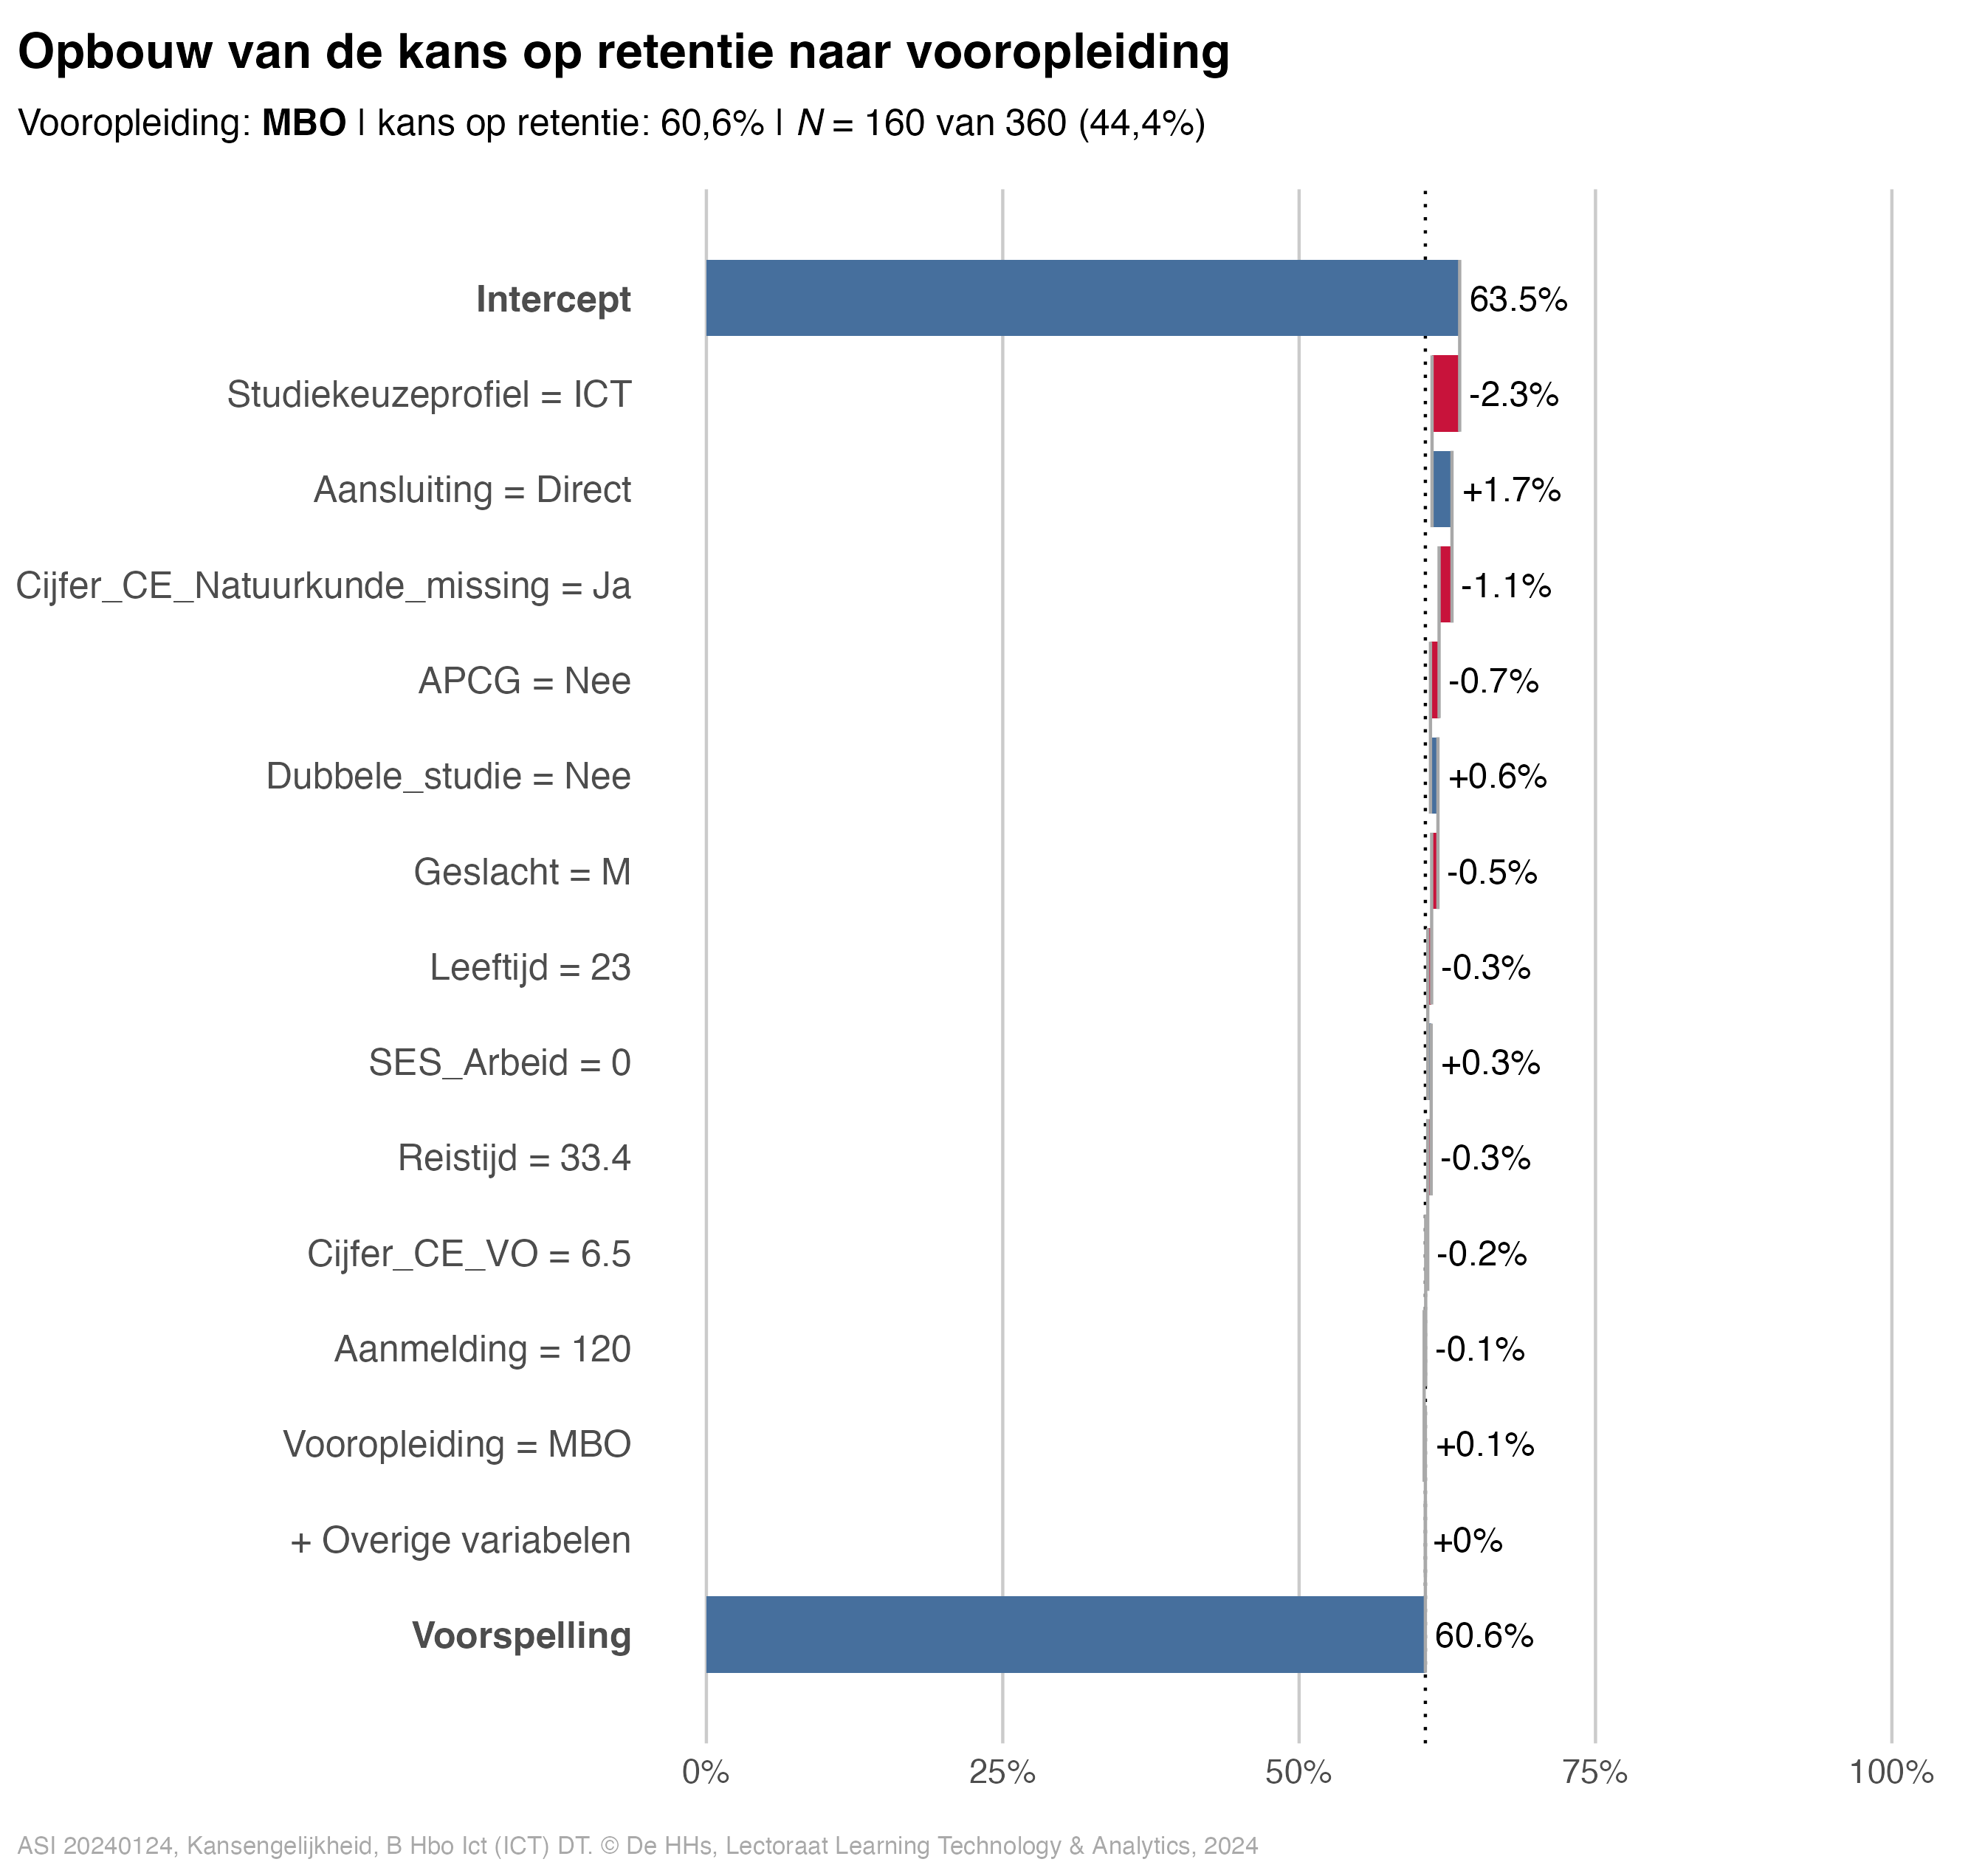 Opbouw van de kans op retentie naar vooropleiding
Vooropleiding: MBO | kans op retentie: 60,6% | N = 160 van 360 (44,4%)
Intercept 63.5%
Studiekeuzeprofiel = ICT -2.3%
Aansluiting = Direct +1.7%
Cijfer_CE_Natuurkunde_missing = Ja -1.1%
APCG = Nee -0.7%
Dubbele_studie = Nee +0.6%
Geslacht = M -0.5%
Leeftijd = 23 -0.3%
SES_Arbeid = 0 +0.3%
Reistijd = 33.4 -0.3%
Cijfer_CE_VO = 6.5 -0.2%
Aanmelding = 120 -0.1%
Vooropleiding = MBO +0.1%
+ Overige variabelen +0%
Voorspelling 60.6%
0% 25% 50% 75% 100%
ASI 20240124, Kansengelijkheid, B Hbo Ict (ICT) DT. © De HHs, Lectoraat Learning Technology & Analytics, 2024